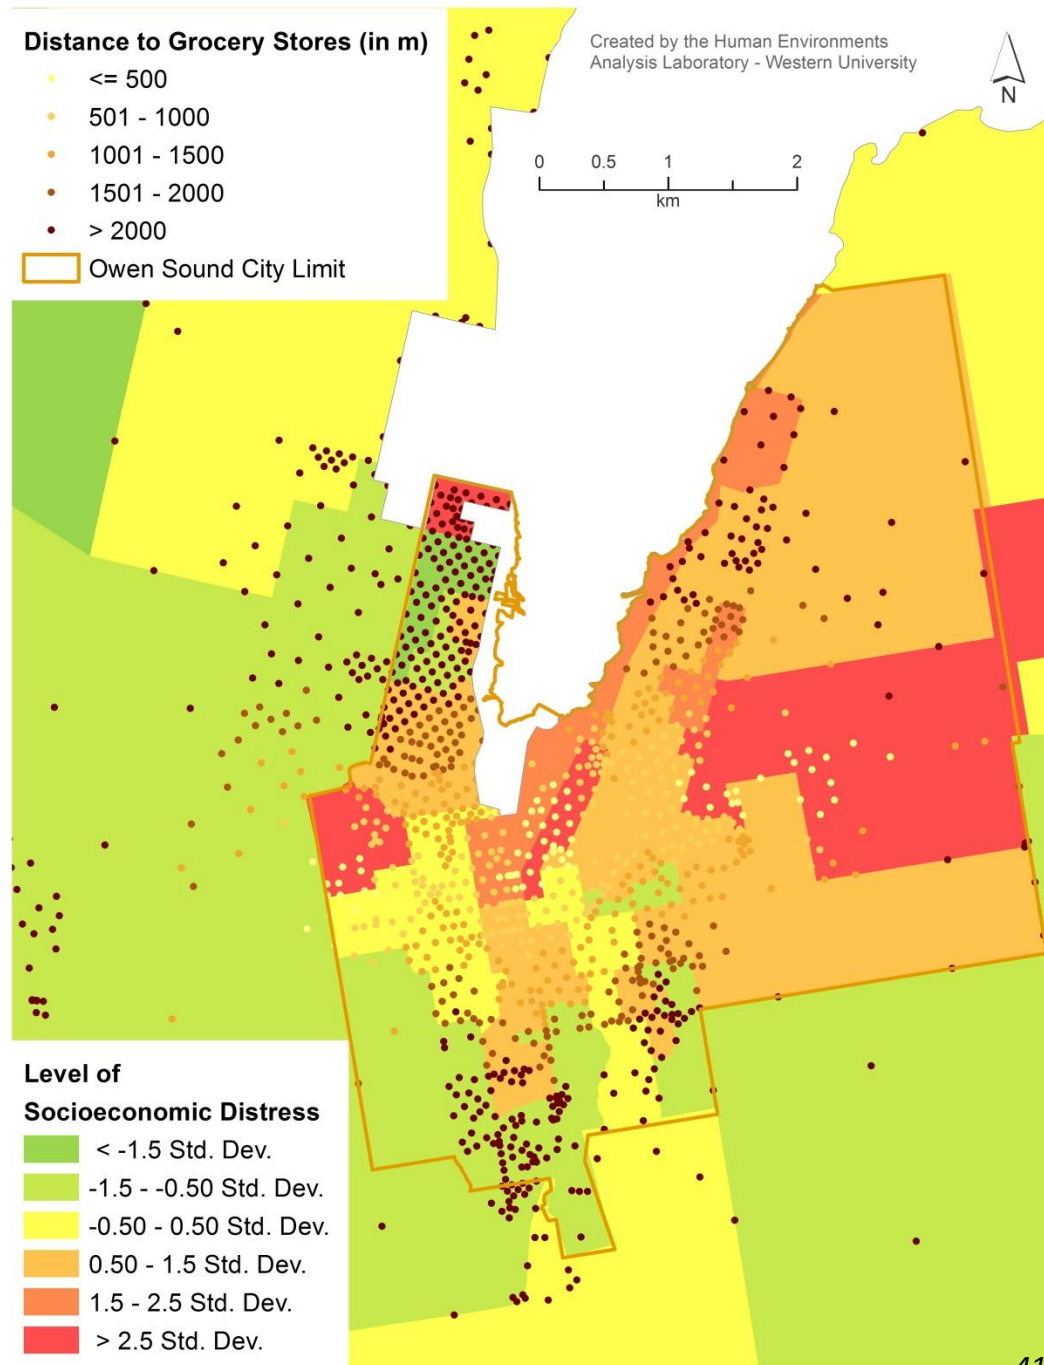 Distance to Grocery Stores (in m)
<= 500
501 - 1000
1001 - 1500
1501 - 2000
> 2000
Owen Sound City Limit
Created by the Human Environments
Analysis Laboratory - Western University
N
0 0.5 1 2
km
Level of
Socioeconomic Distress
< -1.5 Std. Dev.
-1.5 - -0.50 Std. Dev.
-0.50 - 0.50 Std. Dev.
0.50 - 1.5 Std. Dev.
1.5 - 2.5 Std. Dev.
> 2.5 Std. Dev.
41